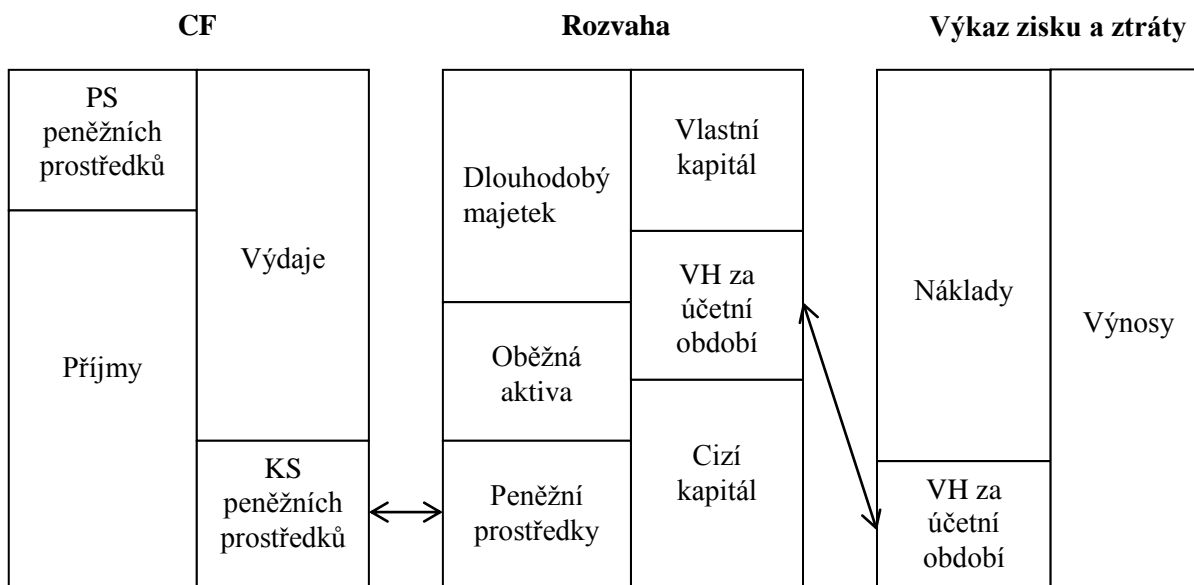 CF
PS
peněžních
prostředků
Příjmy
Výdaje
KS
peněžních
prostředků
Rozvaha
Dlouhodobý
majetek
Oběžná
aktiva
Peněžní
prostředky
Vlastní
kapitál
VH za
účetní
období
Cizí
kapitál
Výkaz zisku a ztráty
Náklady
VH za
účetní
období
Výnosy